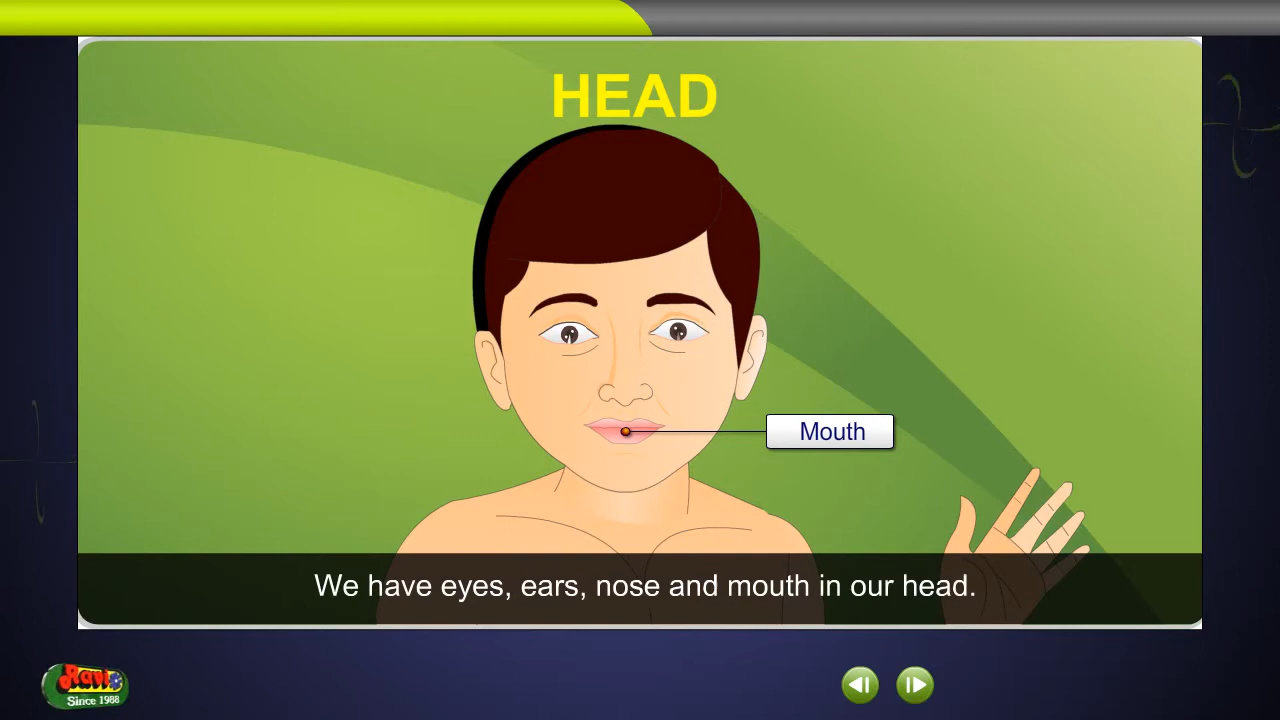 HEAD
Mouth
We have eyes, ears, nose and mouth in our head.
Since 1988